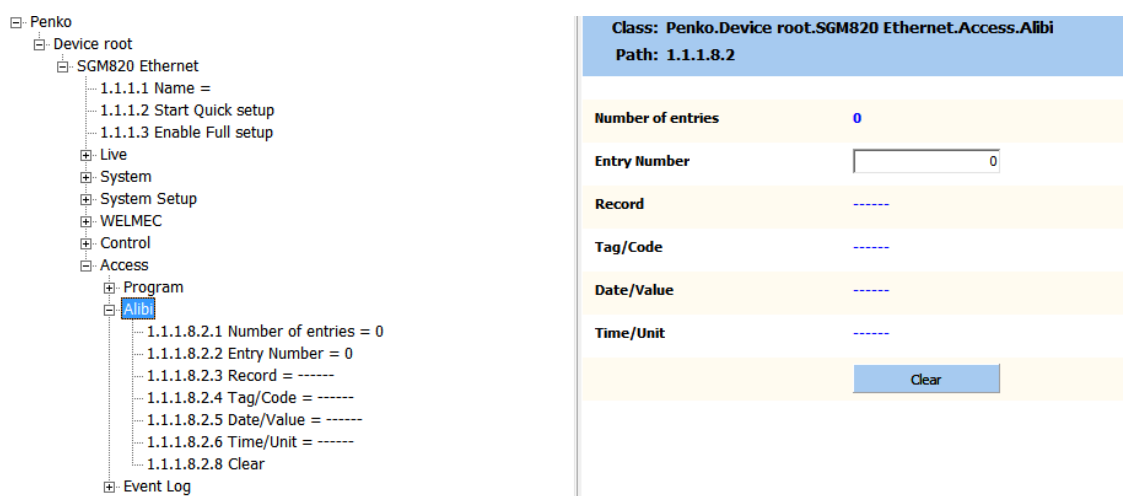 Penko
Device root
SGM820 Ethernet
1.1.1.1 Name =
1.1.1.2 Start Quick setup
1.1.1.3 Enable Full setup
Live
System
System Setup
WELMEC
Control
Access
Program
Alibi
1.1.1.8.2.1 Number of entries = 0
1.1.1.8.2.2 Entry Number = 0
1.1.1.8.2.3 Record = ------
1.1.1.8.2.4 Tag/Code = ------
1.1.1.8.2.5 Date/Value = ------
1.1.1.8.2.6 Time/Unit = ------
1.1.1.8.2.8 Clear
Event Log
Class: Penko.Device root.SGM820 Ethernet.Access.Alibi
Path: 1.1.1.8.2
Number of entries 0
Entry Number 0
Record ------
Tag/Code ------
Date/Value ------
Time/Unit ------
Clear